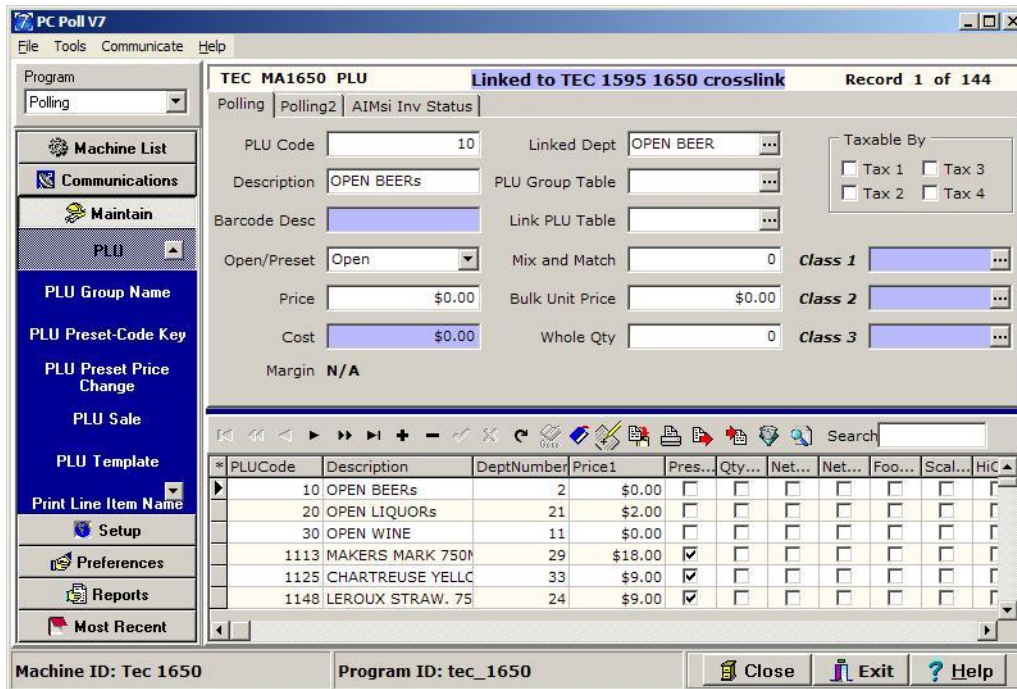 PC Poll V7
File Tools Communicate Help
Program
Polling
Machine List
Communications
Maintain
PLU
PLU Group Name
PLU Preset-Code Key
PLU Preset Price
Change
PLU Sale
PLU Template
Print Line Item Name
Setup
Preferences
Reports
Most Recent
TEC MA1650 PLU Linked to TEC 1595 1650 crosslink Record 1 of 144
Polling Polling2 AIMsi Inv Status
PLU Code 10 Linked Dept OPEN BEER ... Taxable By
Tax 1 Tax 3
Description OPEN BEERs PLU Group Table ...
Tax 2 Tax 4
Barcode Desc Link PLU Table ...
Open/Preset Open Mix and Match 0 Class 1 ...
Price $0.00 Bulk Unit Price $0.00 Class 2 ...
Cost $0.00 Whole Qty 0 Class 3 ...
Margin N/A
Search
* PLUCode Description DeptNumber Price1 Pres... Qty... Net... Net... Foo... Scal... HiC
10 OPEN BEERs 2 $0.00
20 OPEN LIQUORs 21 $2.00
30 OPEN WINE 11 $0.00
1113 MAKERS MARK 29 $18.00
1125 CHARTREUSE 33 $9.00
1148 LEROUX STRAW. 75 24 $9.00
Machine ID: Tec 1650 Program ID: tec_1650 Close Exit Help